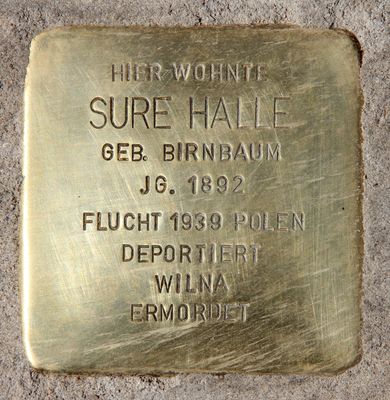 HIER WOHNTE
SURE HALLE
GEB. BIRNBAUM
JG. 1892
FLUCHT 1939 POLEN
DEPORTIERT
WILNA
ERMORDET